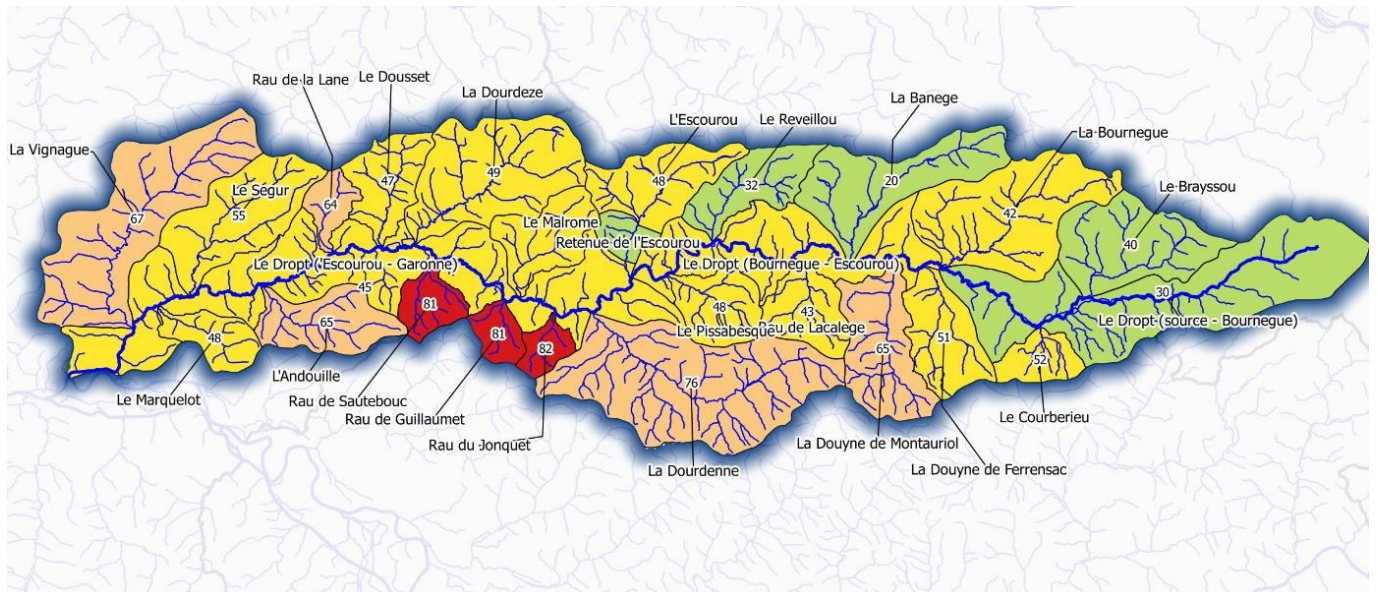 Rau de la Lane
Le Dousset
La Dourdeze
La Banege
L'Escourou
Le Reveillou
La Bournegue
La Vignague
Le Ségur
47
49
48
32
20
Le Brayssou
67
55
64
Le Malrome
42
Retenue de l'Escourou
40
Le Dropt (Escourou - Garonne)
Le Dropt (Bournegue - Escourou)
45
30
81
48
43
Le Dropt (source - Bournegue)
65
Le Pissabesque
Rau de Lacalege
48
81
82
65
51
52
L'Andouille
76
Le Marquelot
Rau de Sautebouc
Rau de Guillaumet
Le Courberieu
Rau du Jonquet
La Douyne de Montauriol
La Dourdenne
La Douyne de Ferrensac